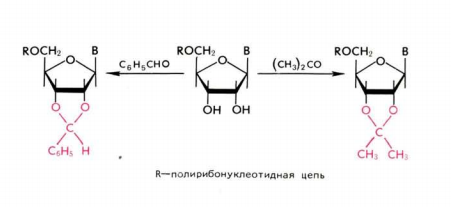 ROCH₂ B
O
O O
C
C₆H₅ H
C₆H₅CHO
ROCH₂ B
O
OH OH
(CH₃)₂CO
ROCH₂ B
O
O O
C
CH₃ CH₃
R—полирибонуклеотидная цепь